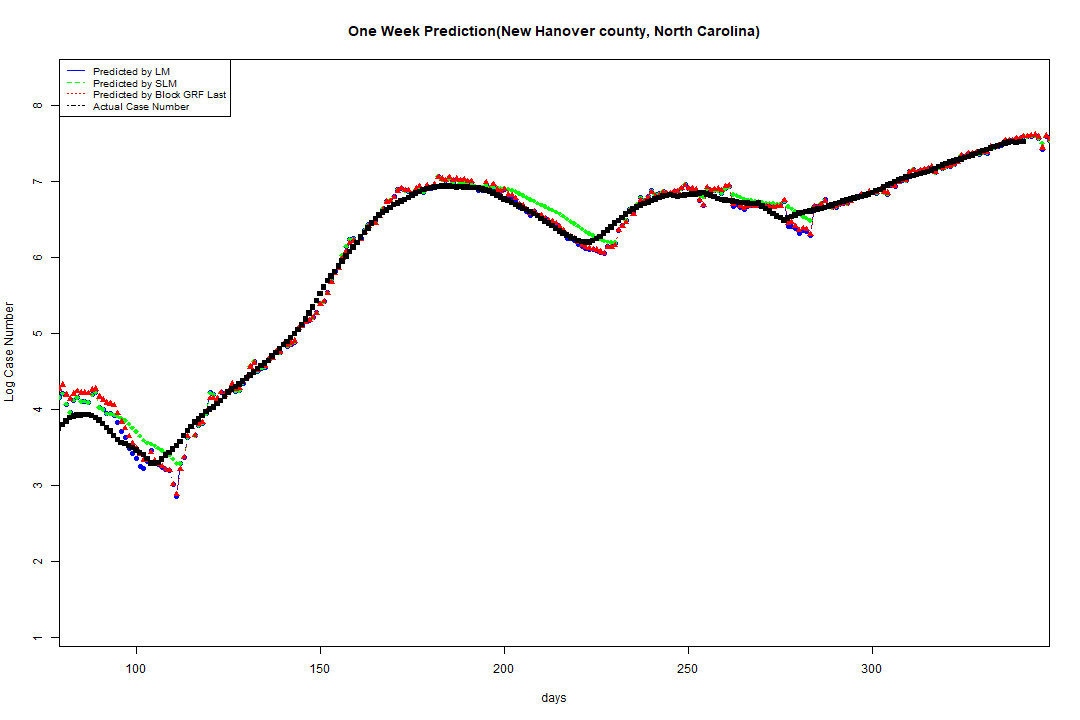 One Week Prediction(New Hanover county, North Carolina)
Predicted by LM
Predicted by SLM
Predicted by Block GRF Last
Actual Case Number
8
7
6
5
4
3
2
1
Log Case Number
100 150 200 250 300
days